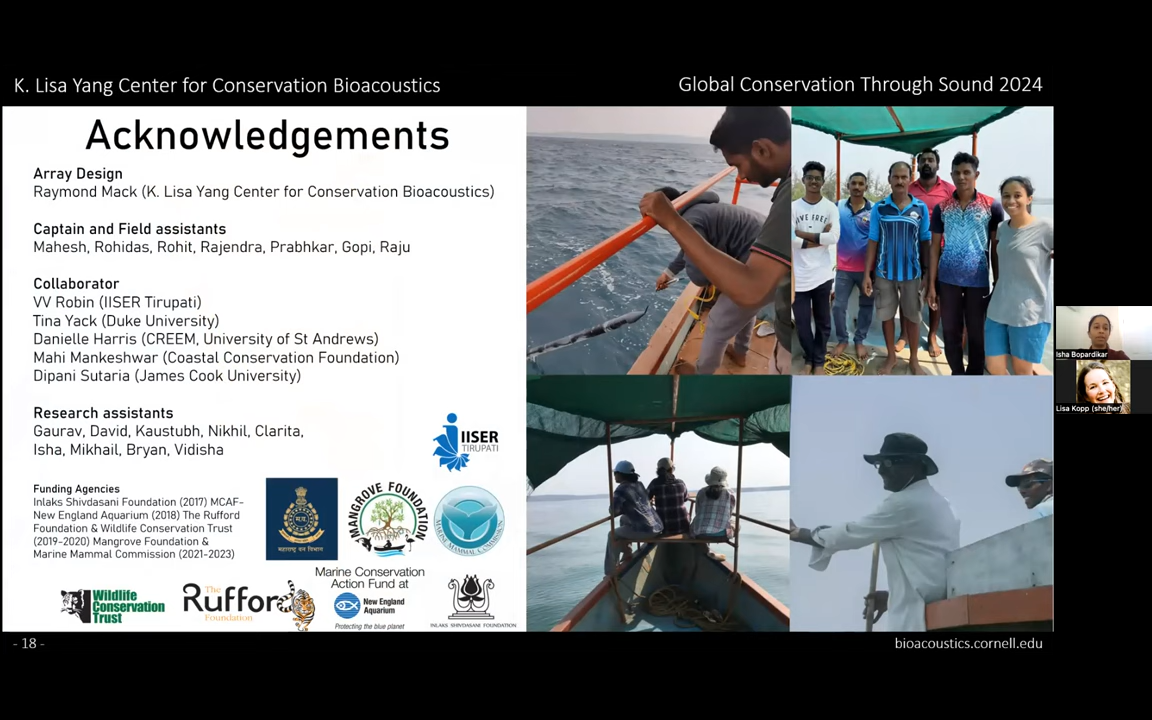 K. Lisa Yang Center for Conservation Bioacoustics
Global Conservation Through Sound 2024
Acknowledgements
Array Design
Raymond Mack (K. Lisa Yang Center for Conservation Bioacoustics)
Captain and Field assistants
Mahesh, Rohidas, Rohit, Rajendra, Prabhkar, Gopi, Raju
Collaborator
VV Robin (IISER Tirupati)
Tina Yack (Duke University)
Danielle Harris (CREEM, University of St Andrews)
Mahi Mankeshwar (Coastal Conservation Foundation)
Dipani Sutaria (James Cook University)
Research assistants
Gaurav, David, Kaustubh, Nikhil, Clarita,
Isha, Mikhail, Bryan, Vidisha
IISER
TIRUPATI
Funding Agencies
Inlaks Shivdasani Foundation (2017) MCAF-
New England Aquarium (2018) The Rufford
Foundation & Wildlife Conservation Trust
(2019-2020) Mangrove Foundation &
Marine Mammal Commission (2021-2023)
महाराष्ट्र वन विभाग
MANGROVE FOUNDATION
MARINE MAMMAL COMMISSION
Wildlife
Conservation
Trust
The
Rufford
Foundation
Marine Conservation
Action Fund at
New England
Aquarium
Protecting the blue planet
INLAKS SHIVDASANI FOUNDATION
Isha Bopardikar
Lisa Kopp (she/her)
- 18 -
bioacoustics.cornell.edu